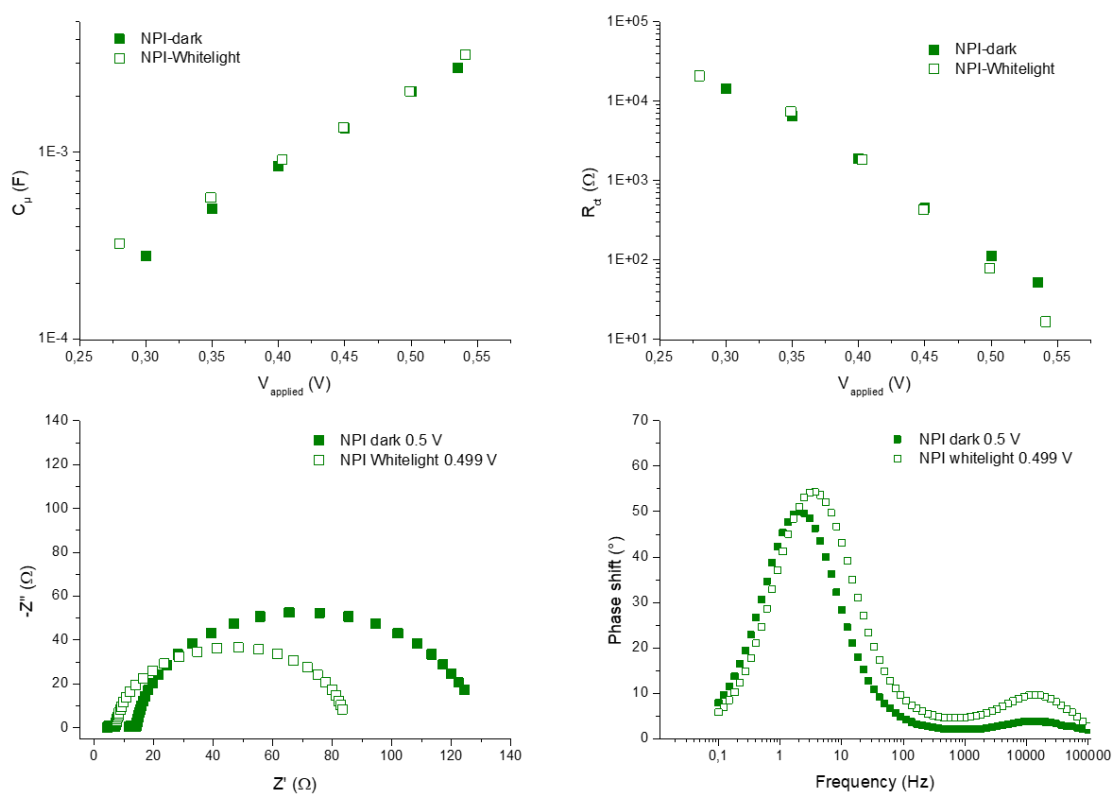 NPI-dark
NPI-Whitelight
1E-3
1E-4
Cμ (F)
0,25 0,30 0,35 0,40 0,45 0,50 0,55
Vapplied (V)
1E+05
1E+04
1E+03
1E+02
1E+01
NPI-dark
NPI-Whitelight
Rct (Ω)
0,25 0,30 0,35 0,40 0,45 0,50 0,55
Vapplied (V)
140
120
100
80
60
40
20
0
NPI dark 0.5 V
NPI Whitelight 0.499 V
-Z" (Ω)
0 20 40 60 80 100 120 140
Z' (Ω)
70
60
50
40
30
20
10
0
NPI dark 0.5 V
NPI whitelight 0.499 V
Phase shift (°)
0,1 1 10 100 1000 10000 100000
Frequency (Hz)